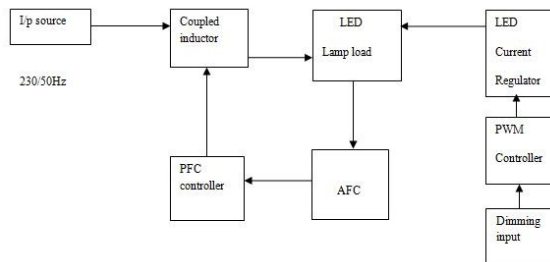 I/p source
230/50Hz
Coupled
inductor
LED
Lamp load
LED
Current
Regulator
PFC
controller
AFC
PWM
Controller
Dimming
input